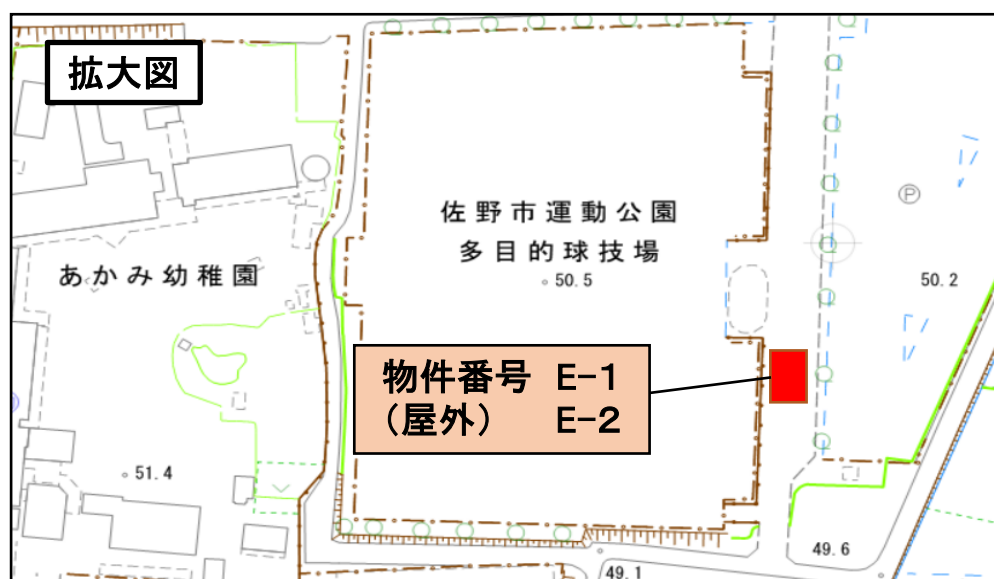 拡大図
佐野市運動公園
多目的球技場
50.5
あかみ幼稚園
P
50.2
物件番号 E-1
（屋外） E-2
51.4
49.6
49.1